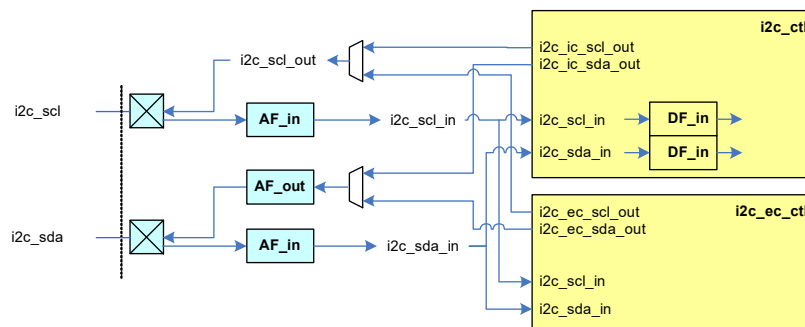 i2c_ctl
i2c_ic_scl_out
i2c_ic_sda_out
i2c_scl_out
i2c_scl
AF_in
i2c_scl_in
i2c_scl_in
DF_in
i2c_sda_in
DF_in
AF_out
i2c_ec_scl_out
i2c_ec_ctl
i2c_ec_sda_out
i2c_sda
AF_in
i2c_sda_in
i2c_scl_in
i2c_sda_in